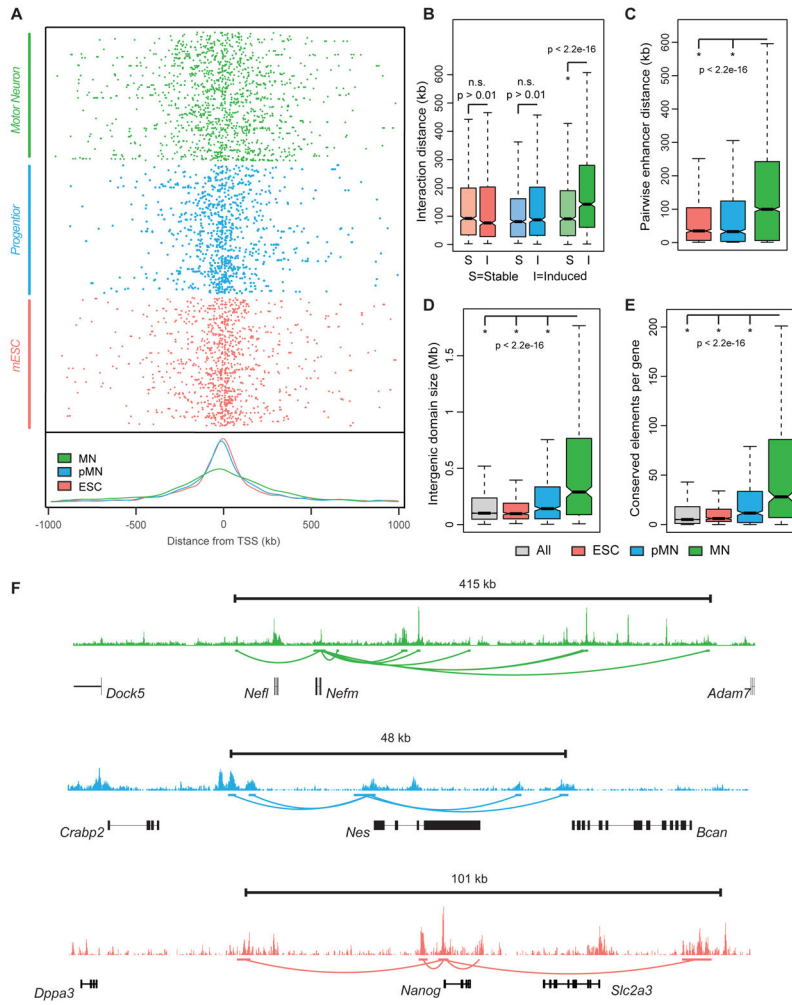 A
Motor Neuron
Progentior
mESC
MN
pMN
ESC
-1000
-500
0
500
1000
Distance from TSS (kb)
B
Interaction distance (kb)
600
500
400
300
200
100
0
n.s.
p > 0.01
n.s.
p > 0.01
p < 2.2e-16
*
S I S I S I
S=Stable I=Induced
C
Pairwise enhancer distance (kb)
600
500
400
300
200
100
0
* *
p < 2.2e-16
D
Intergenic domain size (Mb)
1.5
1
0.5
0
* * *
p < 2.2e-16
E
Conserved elements per gene
200
150
100
50
0
* * *
p < 2.2e-16
All ESC pMN MN
F
415 kb
Dock5 Nefl Nefm Adam7
48 kb
Crabp2 Nes Bcan
101 kb
Dppa3 Nanog Slc2a3